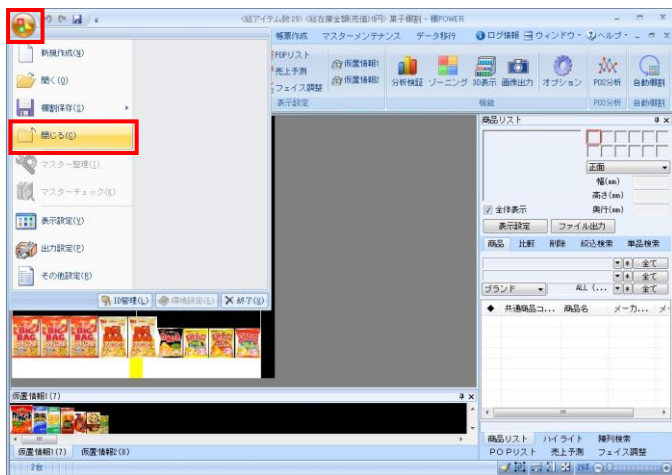 <総アイテム数:28> <総在庫金額(売価):0円> 菓子棚割 - 棚POWER
帳票作成 マスターメンテナンス データ移行 ログ情報 ウィンドウ ヘルプ
新規作成(N)
開く(O)
棚割保存(S)
閉じる(C)
マスター整理(I)
マスターチェック(K)
表示設定(Y)
出力設定(P)
その他設定(B)
ID管理(L) 環境設定(E) 終了(X)
POPリスト
売上予測
フェイス調整
仮置情報1
仮置情報2
表示設定
分析検証 ゾーニング 3D表示 画像出力 オプション
機能
POS分析
POS分析
自動棚割
自動棚割
商品リスト
正面
幅(mm)
高さ(mm)
奥行(mm)
全体表示
表示設定 ファイル出力
商品 比較 削除 絞込検索 単品検索
全て
全て
ブランド ALL (... 全て
◆ 共通商品コ... 商品名 メーカ... メ
BIG BAG BIG BAG BIG BAG
仮置情報1(7)
仮置情報1(7) 仮置情報2(8)
商品リスト ハイライト 陳列検索
POPリスト 売上予測 フェイス調整
2台